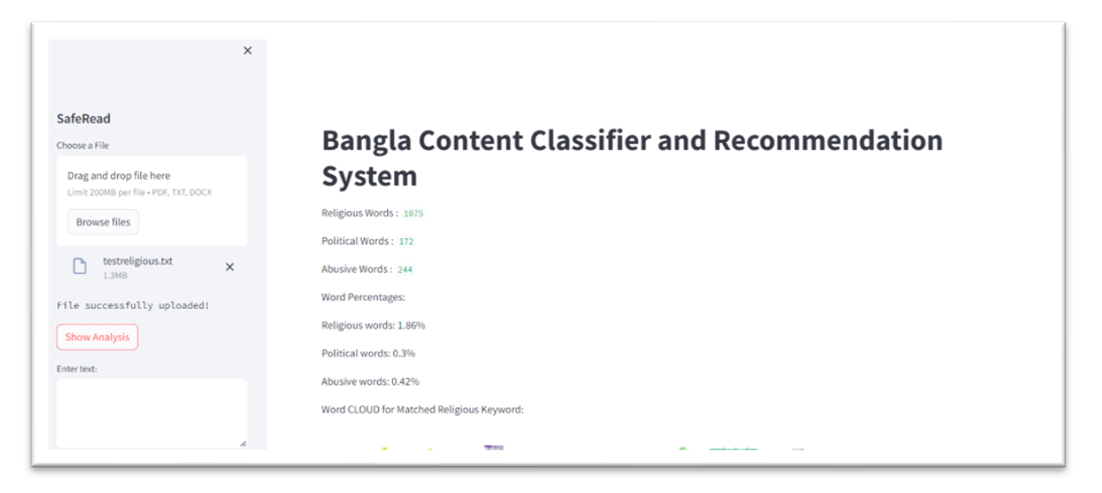 SafeRead
Choose a File
Drag and drop file here
Limit 200MB per file • PDF, TXT, DOCX
Browse files
testreligious.txt
1.3MB
File successfully uploaded!
Show Analysis
Enter text:
Bangla Content Classifier and Recommendation
System
Religious Words : 1075
Political Words : 172
Abusive Words : 244
Word Percentages:
Religious words: 1.86%
Political words: 0.3%
Abusive words: 0.42%
Word CLOUD for Matched Religious Keyword: